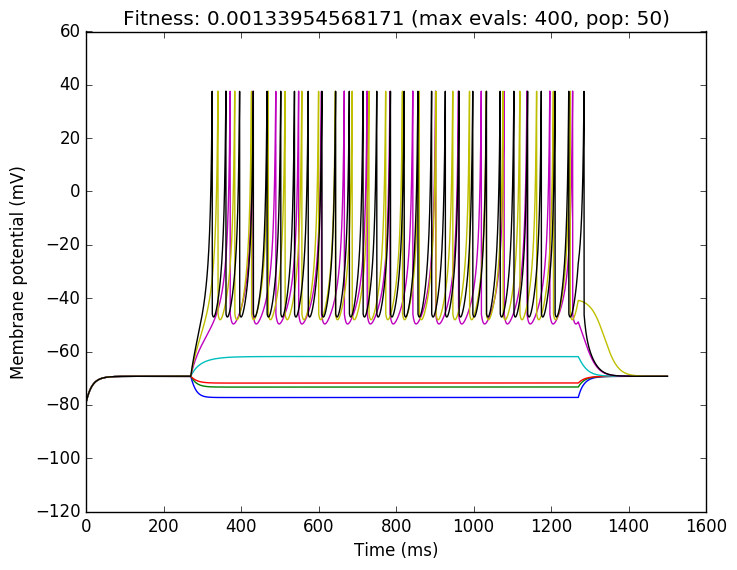 Fitness: 0.00133954568171 (max evals: 400, pop: 50)
60
40
20
0
−20
−40
−60
−80
−100
−120
Membrane potential (mV)
0 200 400 600 800 1000 1200 1400 1600
Time (ms)